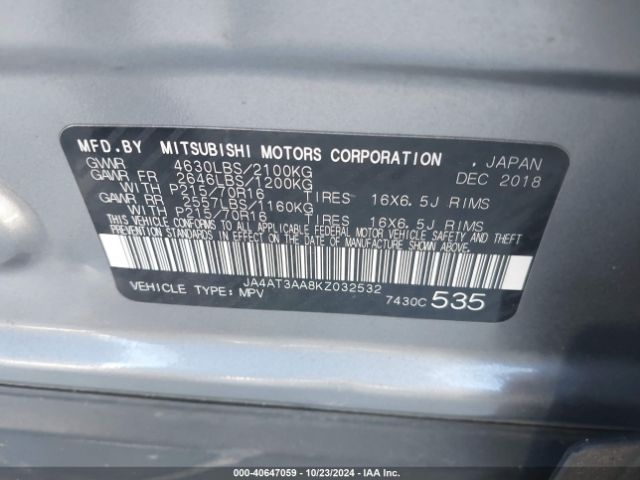 MFD.BY MITSUBISHI MOTORS CORPORATION , JAPAN
GVWR 4630LBS/2100KG DEC 2018
GAWR FR 2646LBS/1200KG
WITH P215/70R16 TIRES 16X6.5J RIMS
GAWR RR 2557LBS/1160KG
WITH P215/70R16 TIRES 16X6.5J RIMS
THIS VEHICLE CONFORMS TO ALL APPLICABLE FEDERAL MOTOR VEHICLE SAFETY AND THEFT
PREVENTION STANDARDS IN EFFECT ON THE DATE OF MANUFACTURE SHOWN ABOVE.
JA4AT3AA8KZ032532
VEHICLE TYPE: MPV 7430C 535
000-40647059 | 10/23/2024 | IAA Inc.